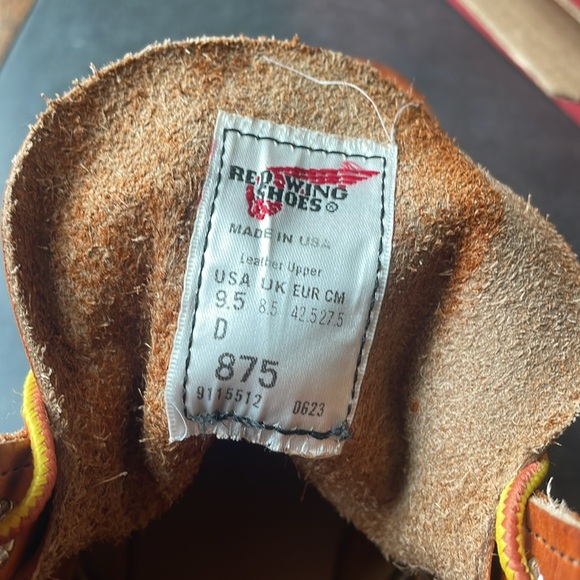 RED WING
SHOES®
MADE IN USA
Leather Upper
USA UK EUR CM
9.5 8.5 42.5 27.5
D
875
9115512 0623